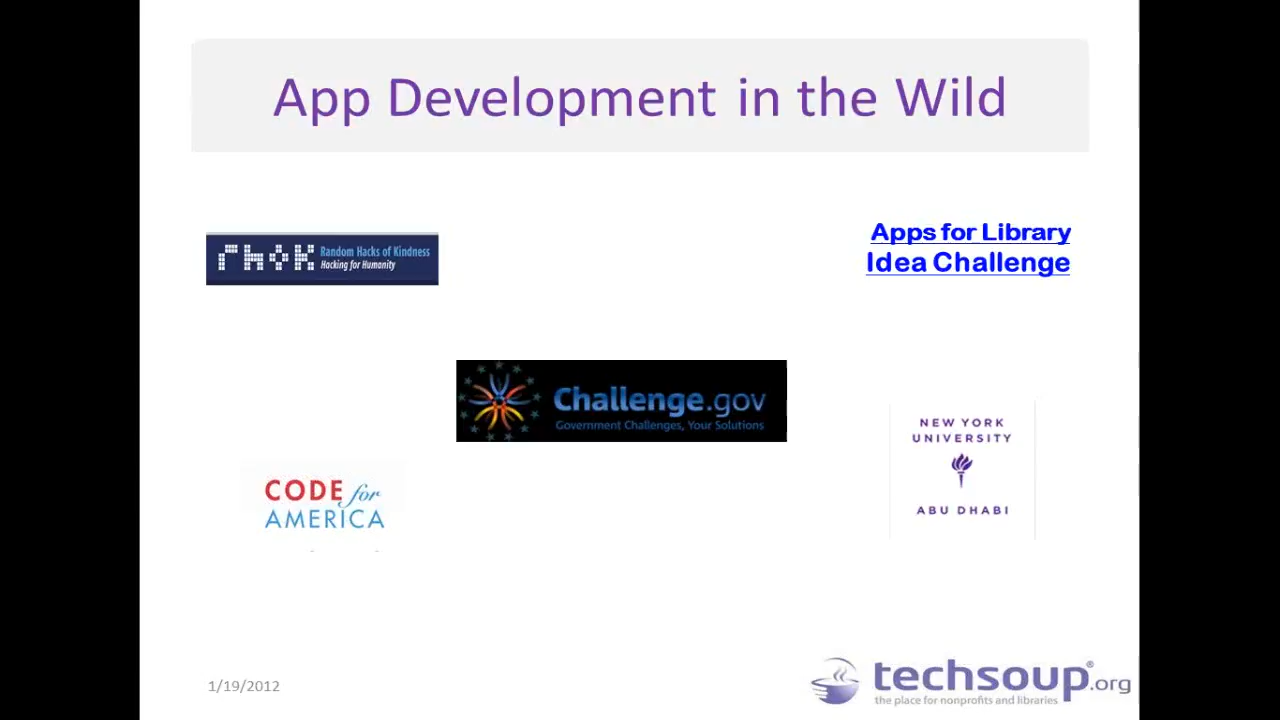 App Development in the Wild
rhok Random Hacks of Kindness
Hacking for Humanity
Apps for Library
Idea Challenge
Challenge.gov
Government Challenges, Your Solutions
NEW YORK
UNIVERSITY
ABU DHABI
CODE for
AMERICA
1/19/2012
techsoup®.org
the place for nonprofits and libraries